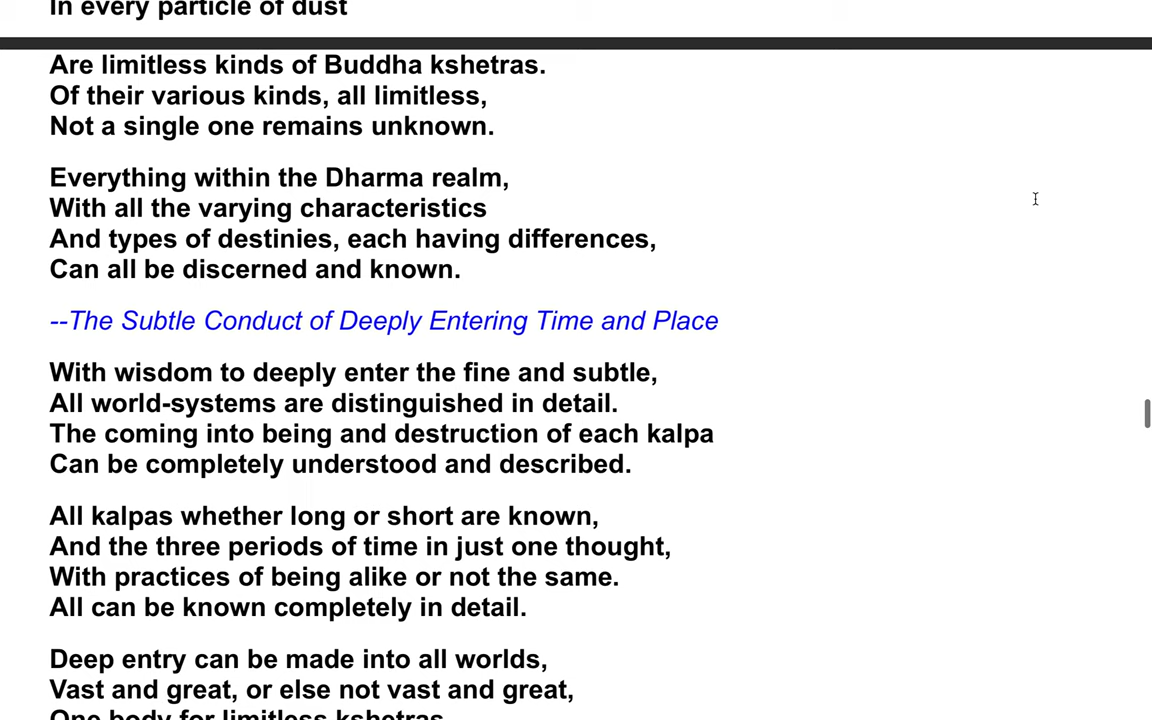 In every particle of dust
Are limitless kinds of Buddha kshetras.
Of their various kinds, all limitless,
Not a single one remains unknown.
Everything within the Dharma realm,
With all the varying characteristics
And types of destinies, each having differences,
Can all be discerned and known.
--The Subtle Conduct of Deeply Entering Time and Place
With wisdom to deeply enter the fine and subtle,
All world-systems are distinguished in detail.
The coming into being and destruction of each kalpa
Can be completely understood and described.
All kalpas whether long or short are known,
And the three periods of time in just one thought,
With practices of being alike or not the same.
All can be known completely in detail.
Deep entry can be made into all worlds,
Vast and great, or else not vast and great,
One body for limitless kshetras